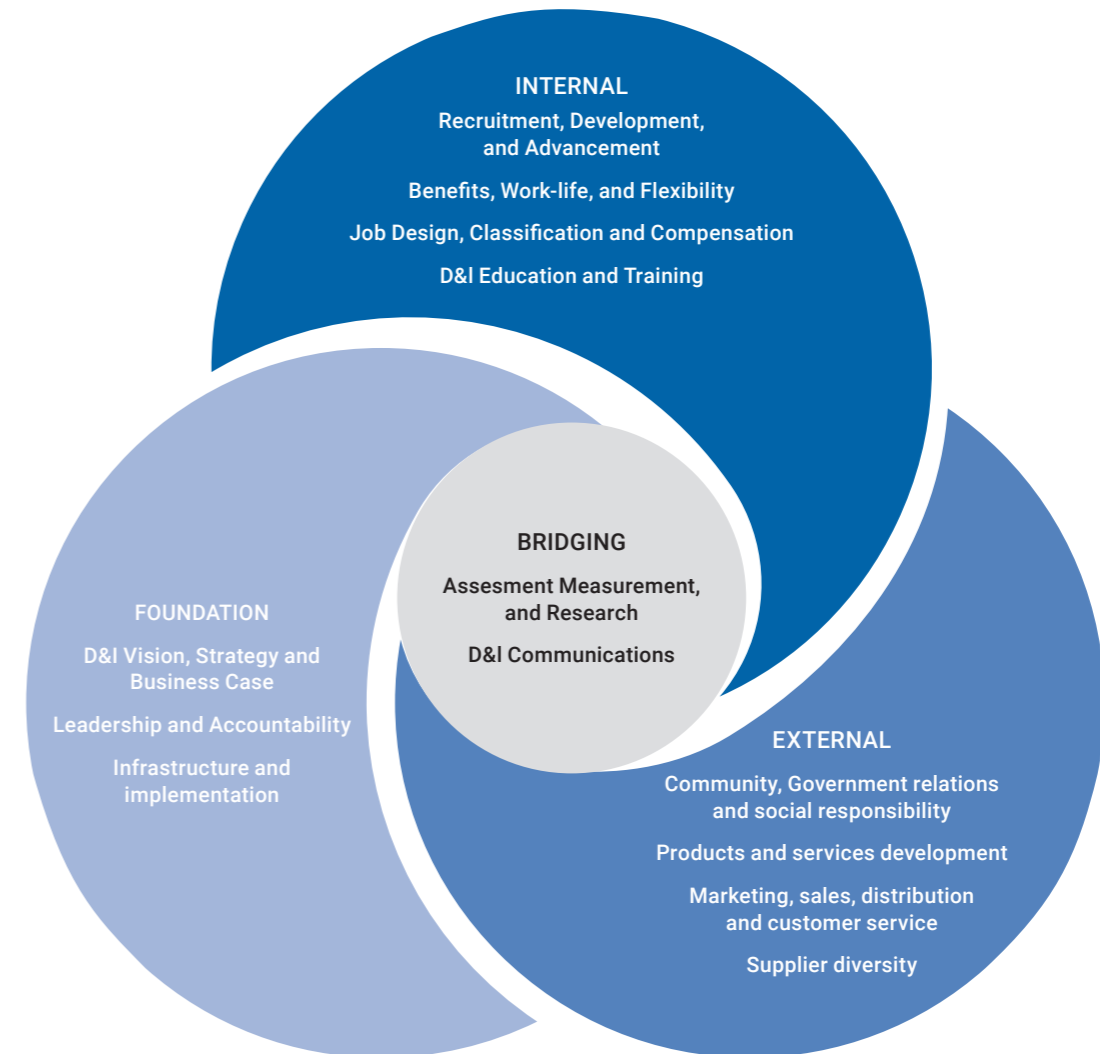 INTERNAL
Recruitment, Development,
and Advancement
Benefits, Work-life, and Flexibility
Job Design, Classification and Compensation
D&I Education and Training
BRIDGING
Assesment Measurement,
and Research
D&I Communications
FOUNDATION
D&I Vision, Strategy and
Business Case
Leadership and Accountability
Infrastructure and
implementation
EXTERNAL
Community, Government relations
and social responsibility
Products and services development
Marketing, sales, distribution
and customer service
Supplier diversity